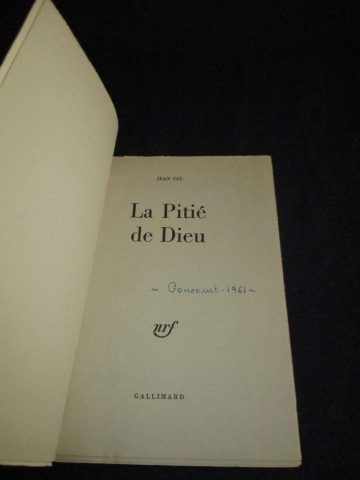 JEAN CAU
La Pitié
de Dieu
~ Goncourt - 1961 ~
nrf
GALLIMARD